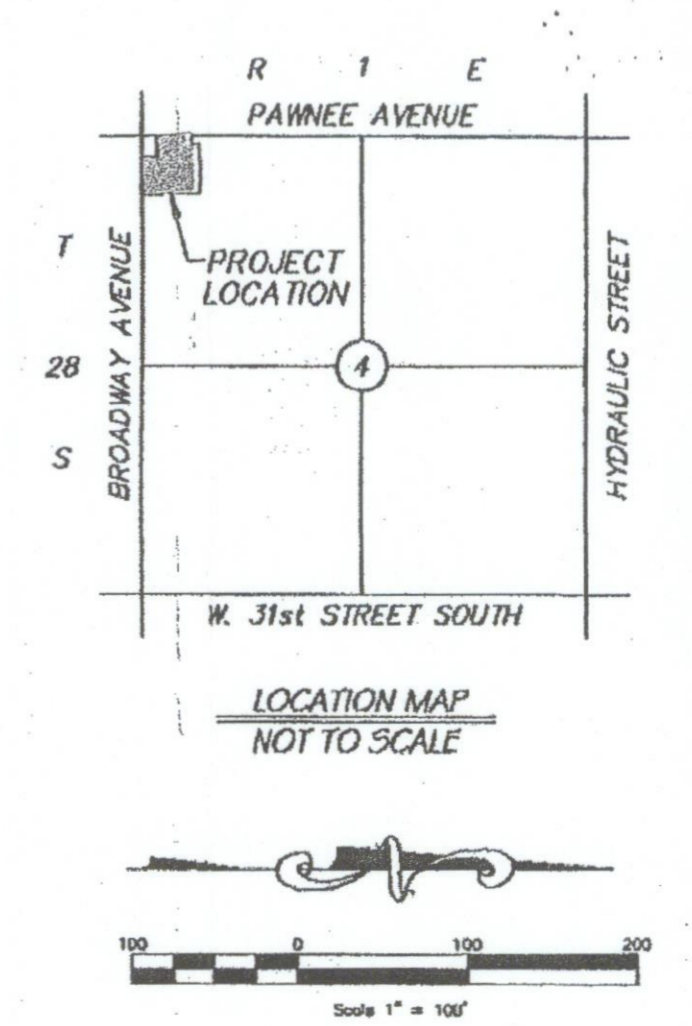 R 1 E
PAWNEE AVENUE
T
28
S
BROADWAY AVENUE
PROJECT
LOCATION
4
HYDRAULIC STREET
W. 31st STREET SOUTH
LOCATION MAP
NOT TO SCALE
100 0 100 200
Scale 1" = 100'